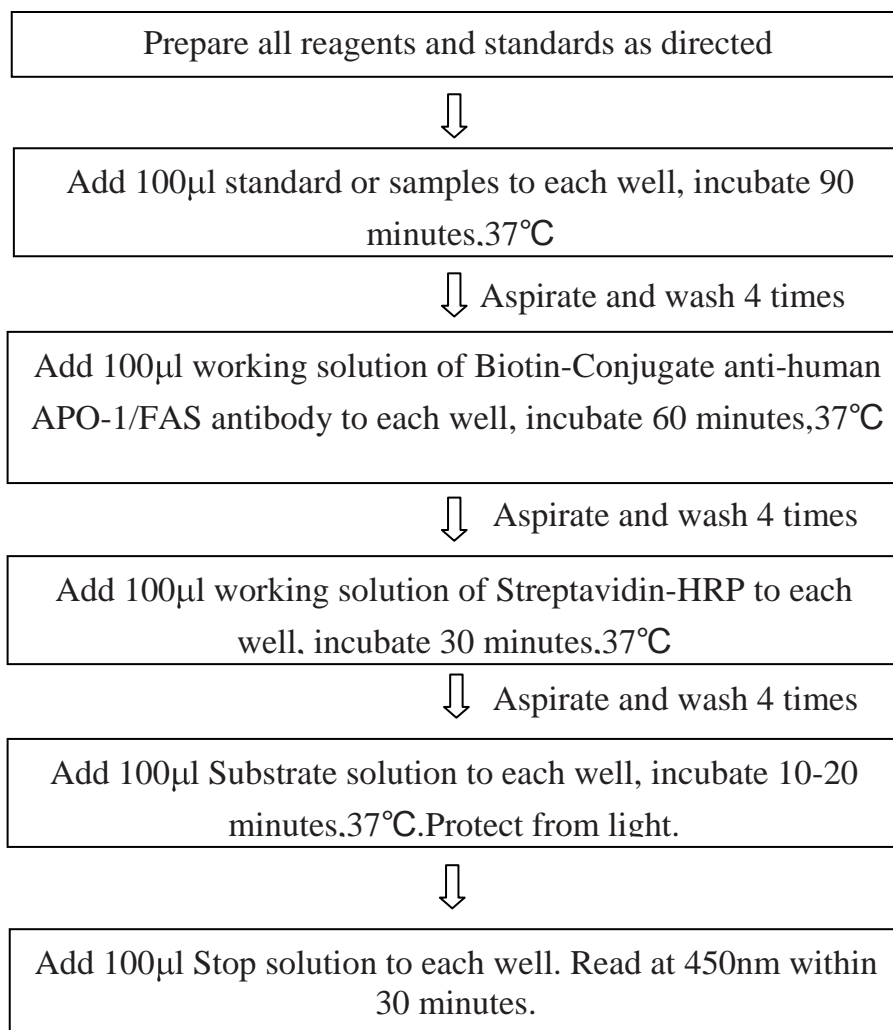 Prepare all reagents and standards as directed
Add 100μl standard or samples to each well, incubate 90
minutes,37℃
Aspirate and wash 4 times
Add 100μl working solution of Biotin-Conjugate anti-human
APO-1/FAS antibody to each well, incubate 60 minutes,37℃
Aspirate and wash 4 times
Add 100μl working solution of Streptavidin-HRP to each
well, incubate 30 minutes,37℃
Aspirate and wash 4 times
Add 100μl Substrate solution to each well, incubate 10-20
minutes,37℃.Protect from light.
Add 100μl Stop solution to each well. Read at 450nm within
30 minutes.